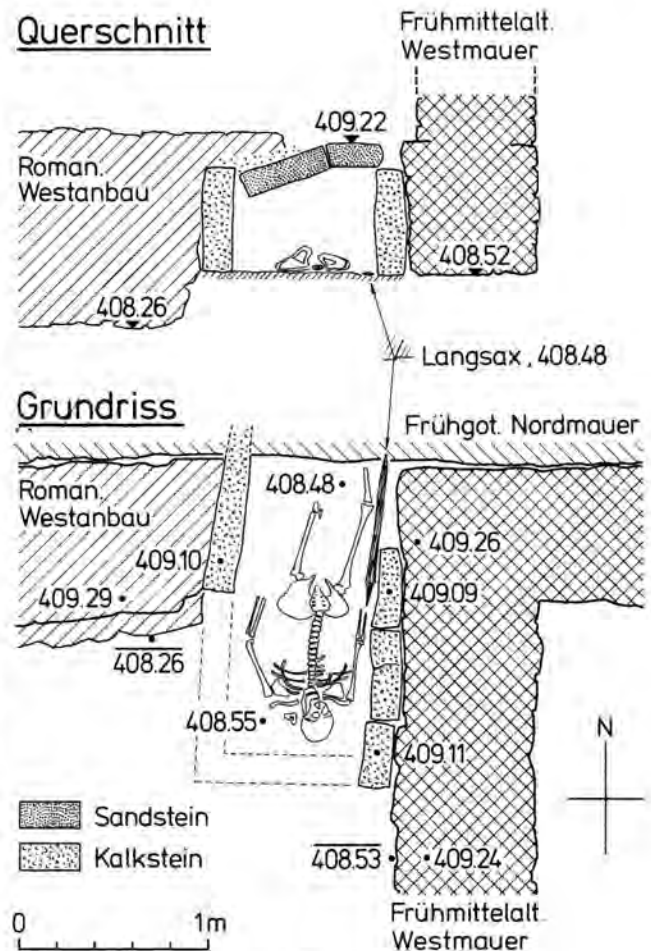 Querschnitt
Frühmittelalt.
Westmauer
409.22
Roman.
Westanbau
408.52
408.26
Langsax, 408.48
Grundriss
Frühgot. Nordmauer
Roman.
Westanbau
408.48
409.26
409.10
409.09
409.29
408.26
408.55
409.11
N
Sandstein
Kalkstein
408.53
409.24
0 1m
Frühmittelalt.
Westmauer